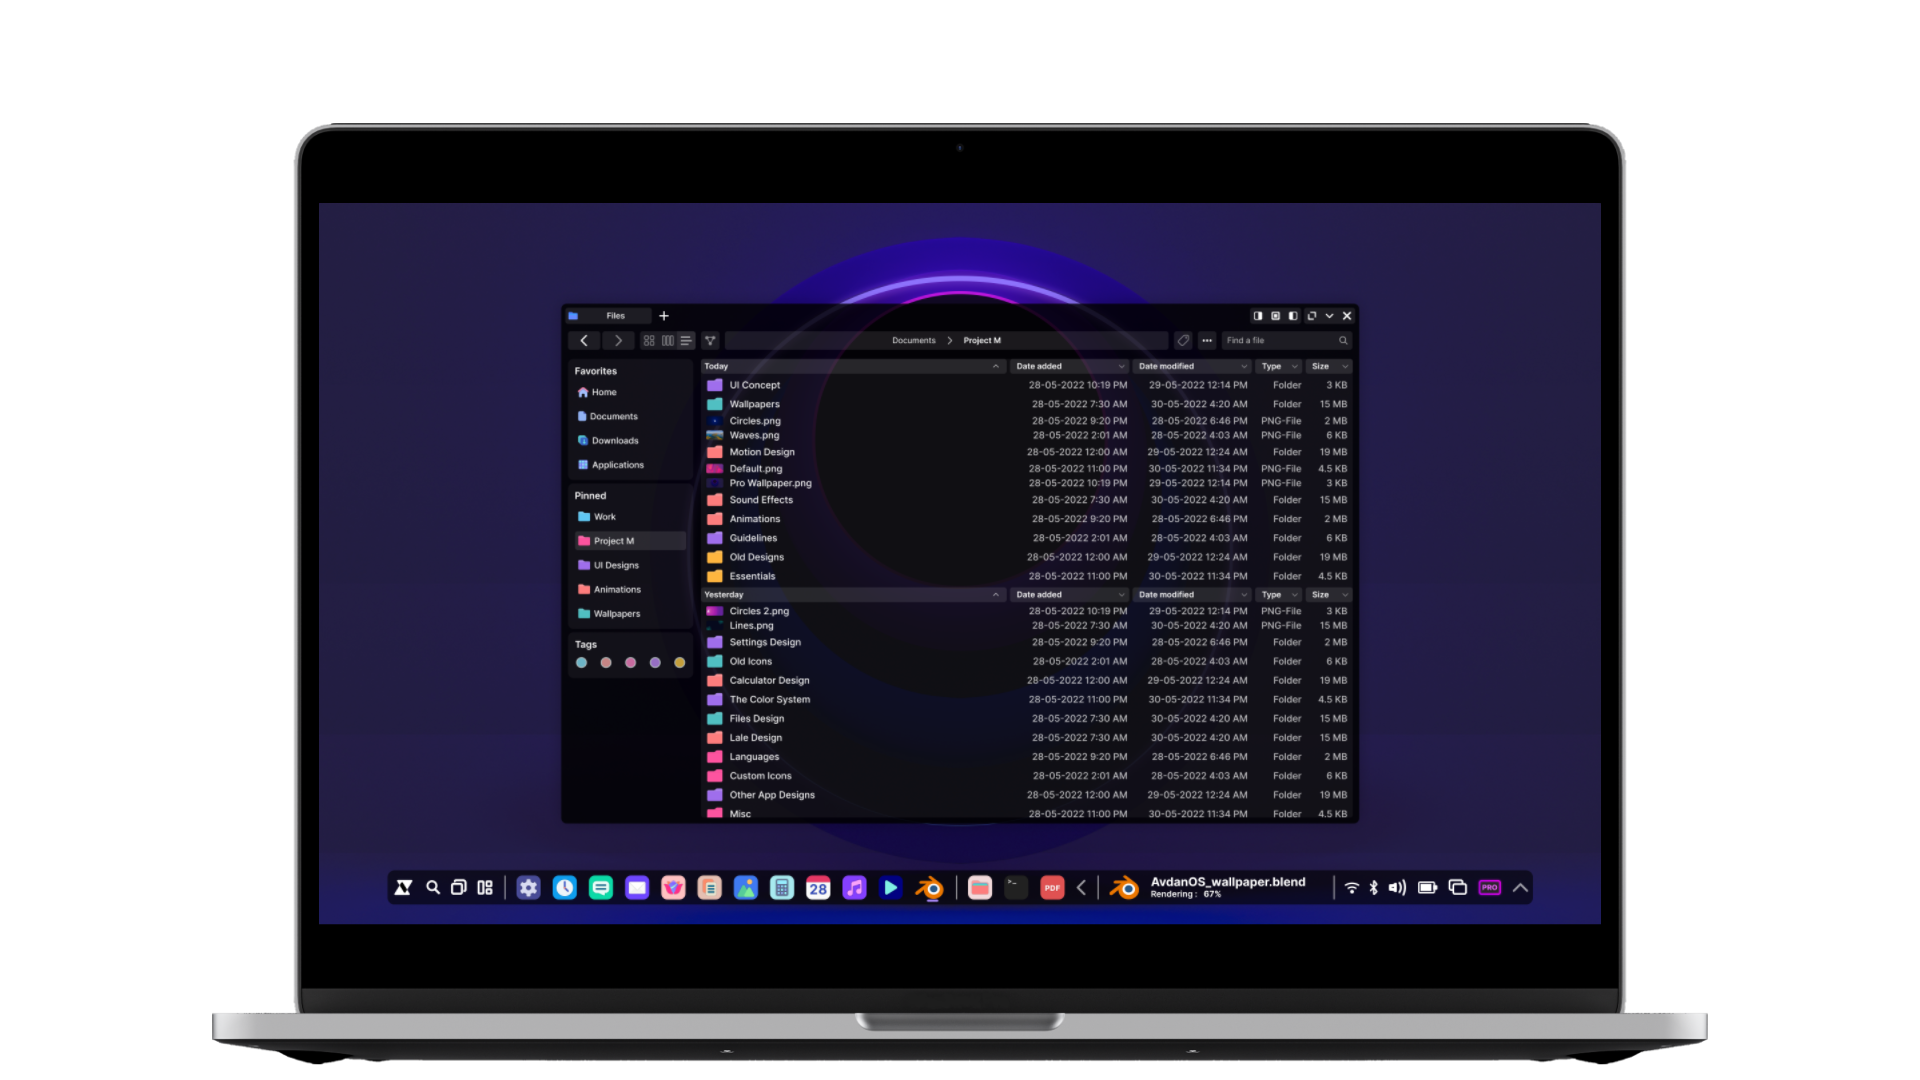 Files
Documents > Project M
Find a file
Favorites
Home
Documents
Downloads
Applications
Pinned
Work
Project M
UI Designs
Animations
Wallpapers
Tags
Today Date added Date modified Type Size
UI Concept 28-05-2022 10:19 PM 29-05-2022 12:14 PM Folder 3 KB
Wallpapers 28-05-2022 7:30 AM 30-05-2022 4:20 AM Folder 15 MB
Circles.png 28-05-2022 9:20 PM 28-05-2022 6:46 PM PNG-File 2 MB
Waves.png 28-05-2022 2:01 AM 28-05-2022 4:03 AM PNG-File 6 KB
Motion Design 28-05-2022 12:00 AM 29-05-2022 12:24 AM Folder 19 MB
Default.png 28-05-2022 11:00 PM 30-05-2022 11:34 PM PNG-File 4.5 KB
Pro Wallpaper.png 28-05-2022 10:19 PM 29-05-2022 12:14 PM PNG-File 3 KB
Sound Effects 28-05-2022 7:30 AM 30-05-2022 4:20 AM Folder 15 MB
Animations 28-05-2022 9:20 PM 28-05-2022 6:46 PM Folder 2 MB
Guidelines 28-05-2022 2:01 AM 28-05-2022 4:03 AM Folder 6 KB
Old Designs 28-05-2022 12:00 AM 29-05-2022 12:24 AM Folder 19 MB
Essentials 28-05-2022 11:00 PM 30-05-2022 11:34 PM Folder 4.5 KB
Yesterday Date added Date modified Type Size
Circles 2.png 28-05-2022 10:19 PM 29-05-2022 12:14 PM PNG-File 3 KB
Lines.png 28-05-2022 7:30 AM 30-05-2022 4:20 AM PNG-File 15 MB
Settings Design 28-05-2022 9:20 PM 28-05-2022 6:46 PM Folder 2 MB
Old Icons 28-05-2022 2:01 AM 28-05-2022 4:03 AM Folder 6 KB
Calculator Design 28-05-2022 12:00 AM 29-05-2022 12:24 AM Folder 19 MB
The Color System 28-05-2022 11:00 PM 30-05-2022 11:34 PM Folder 4.5 KB
Files Design 28-05-2022 7:30 AM 30-05-2022 4:20 AM Folder 15 MB
Lale Design 28-05-2022 7:30 AM 30-05-2022 4:20 AM Folder 15 MB
Languages 28-05-2022 9:20 PM 28-05-2022 6:46 PM Folder 2 MB
Custom Icons 28-05-2022 2:01 AM 28-05-2022 4:03 AM Folder 6 KB
Other App Designs 28-05-2022 12:00 AM 29-05-2022 12:24 AM Folder 19 MB
Misc 28-05-2022 11:00 PM 30-05-2022 11:34 PM Folder 4.5 KB
28
PDF
AvdanOS_wallpaper.blend
Rendering : 67%
PRO